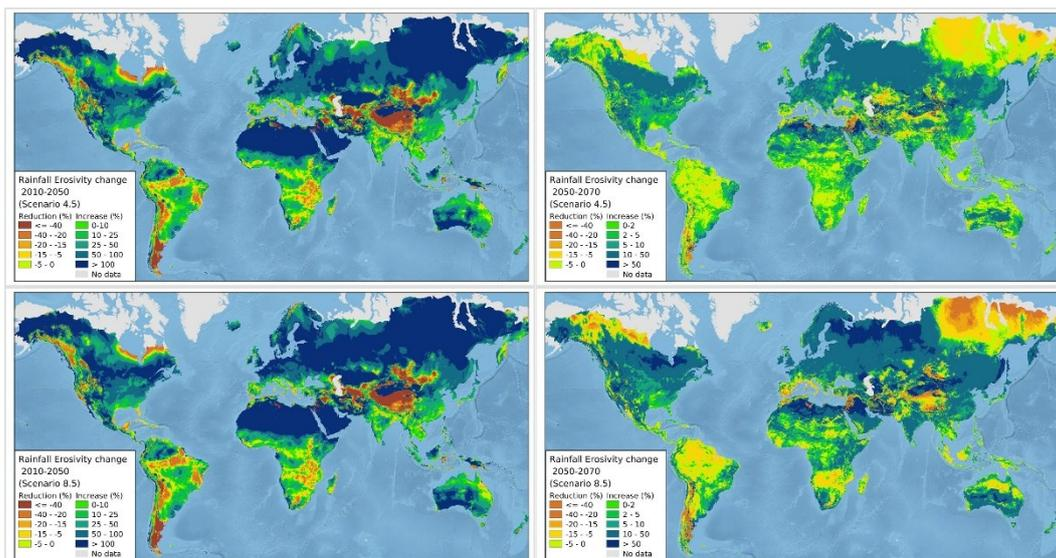 Rainfall Erosivity change
2010-2050
(Scenario 4.5)
Reduction (%) Increase (%)
<= -40 0-10
-40 - -20 10 - 25
-20 - -15 25 - 50
-15 - -5 50 - 100
-5 - 0 > 100
No data
Rainfall Erosivity change
2050-2070
(Scenario 4.5)
Reduction (%) Increase (%)
<= -40 0-2
-40 - -20 2 - 5
-20 - -15 5 - 10
-15 - -5 10 - 50
-5 - 0 > 50
No data
Rainfall Erosivity change
2010-2050
(Scenario 8.5)
Reduction (%) Increase (%)
<= -40 0-10
-40 - -20 10 - 25
-20 - -15 25 - 50
-15 - -5 50 - 100
-5 - 0 > 100
No data
Rainfall Erosivity change
2050-2070
(Scenario 8.5)
Reduction (%) Increase (%)
<= -40 0-2
-40 - -20 2 - 5
-20 - -15 5 - 10
-15 - -5 10 - 50
-5 - 0 > 50
No data